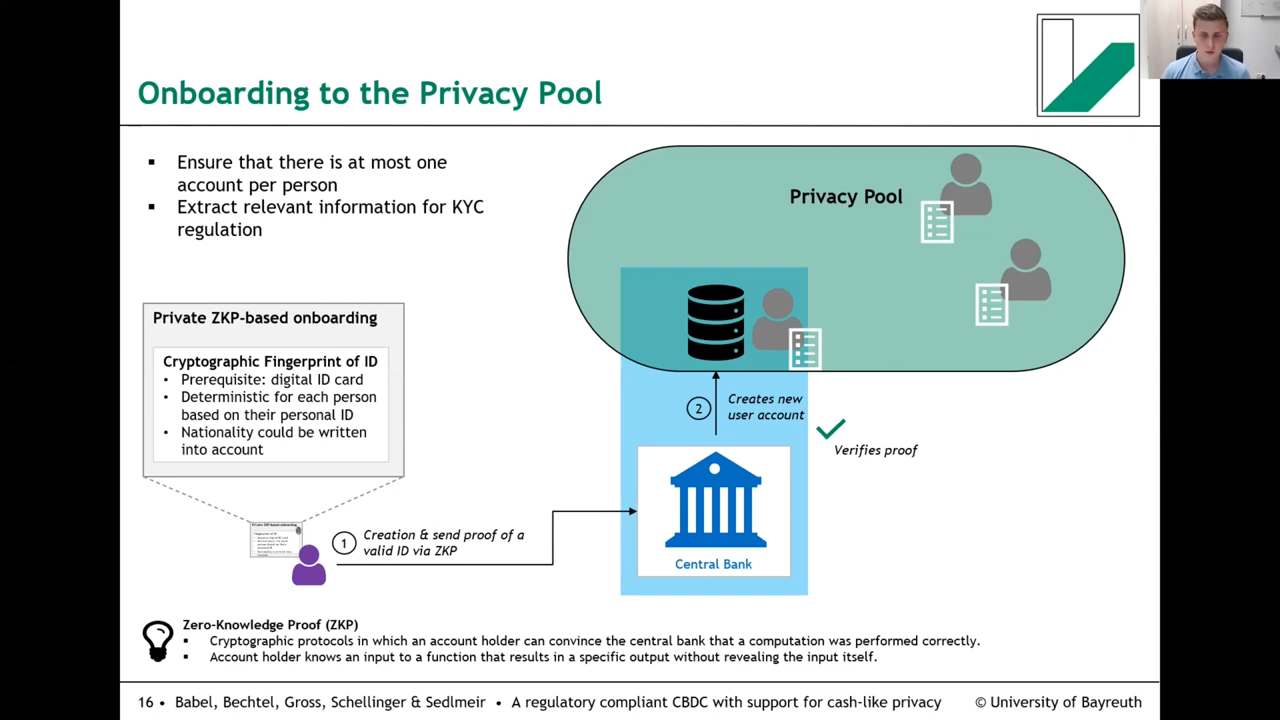 Onboarding to the Privacy Pool
▪ Ensure that there is at most one
account per person
▪ Extract relevant information for KYC
regulation
Privacy Pool
Private ZKP-based onboarding
Cryptographic Fingerprint of ID
• Prerequisite: digital ID card
• Deterministic for each person
based on their personal ID
• Nationality could be written
into account
2
Creates new
user account
Verifies proof
1
Creation & send proof of a
valid ID via ZKP
Central Bank
Private ZKP-based onboarding
Zero-Knowledge Proof (ZKP)
▪ Cryptographic protocols in which an account holder can convince the central bank that a computation was performed correctly.
▪ Account holder knows an input to a function that results in a specific output without revealing the input itself.
16 • Babel, Bechtel, Gross, Schellinger & Sedlmeir • A regulatory compliant CBDC with support for cash-like privacy © University of Bayreuth